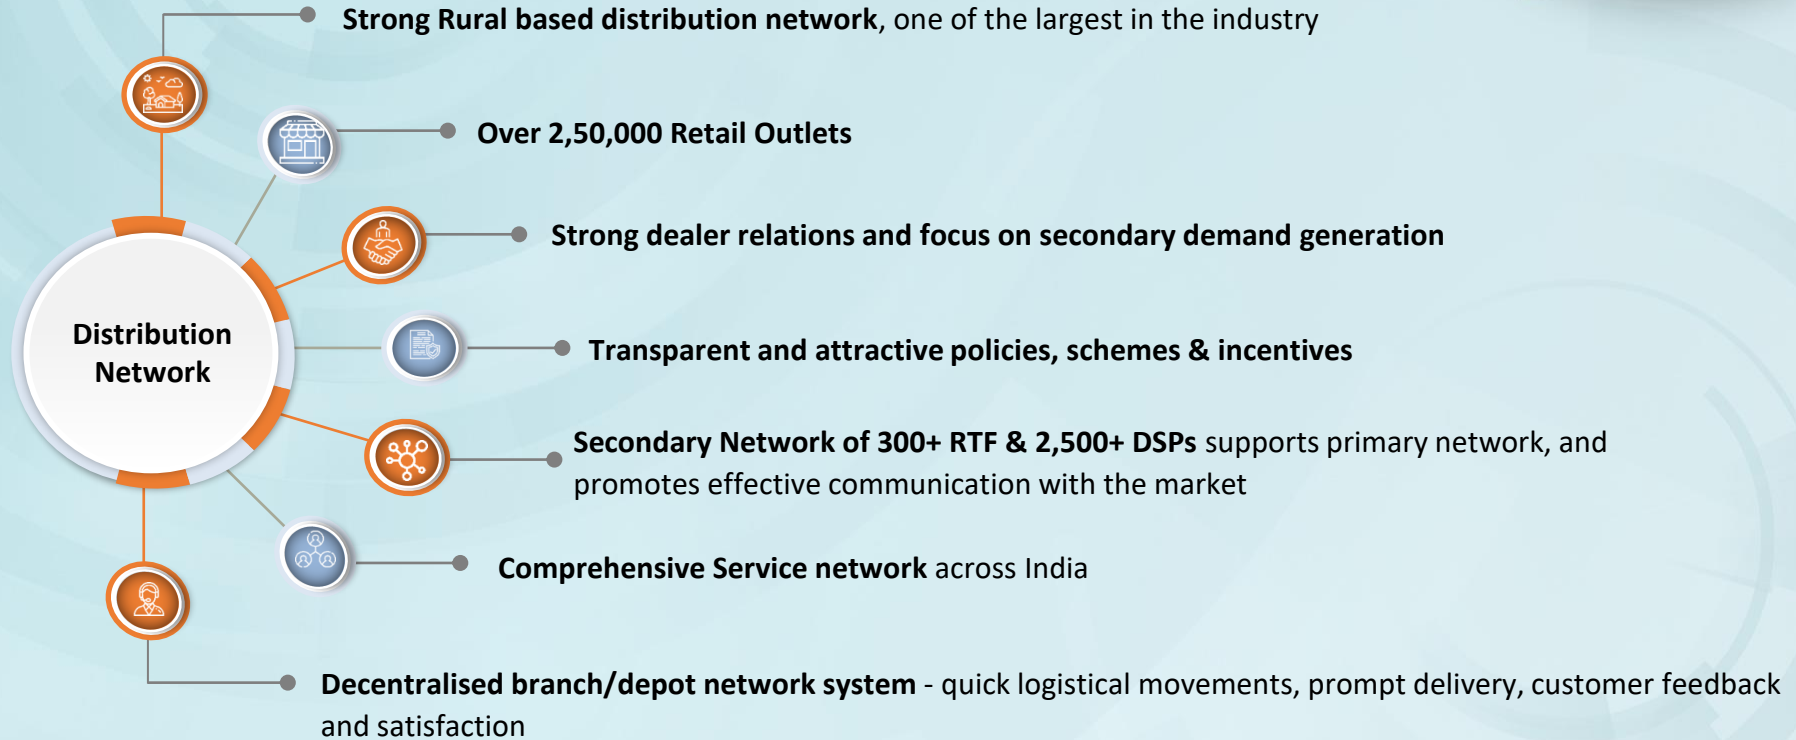 Strong Rural based distribution network, one of the largest in the industry
Over 2,50,000 Retail Outlets
Strong dealer relations and focus on secondary demand generation
Distribution
Network
Transparent and attractive policies, schemes & incentives
Secondary Network of 300+ RTF & 2,500+ DSPs supports primary network, and
promotes effective communication with the market
Comprehensive Service network across India
Decentralised branch/depot network system - quick logistical movements, prompt delivery, customer feedback
and satisfaction